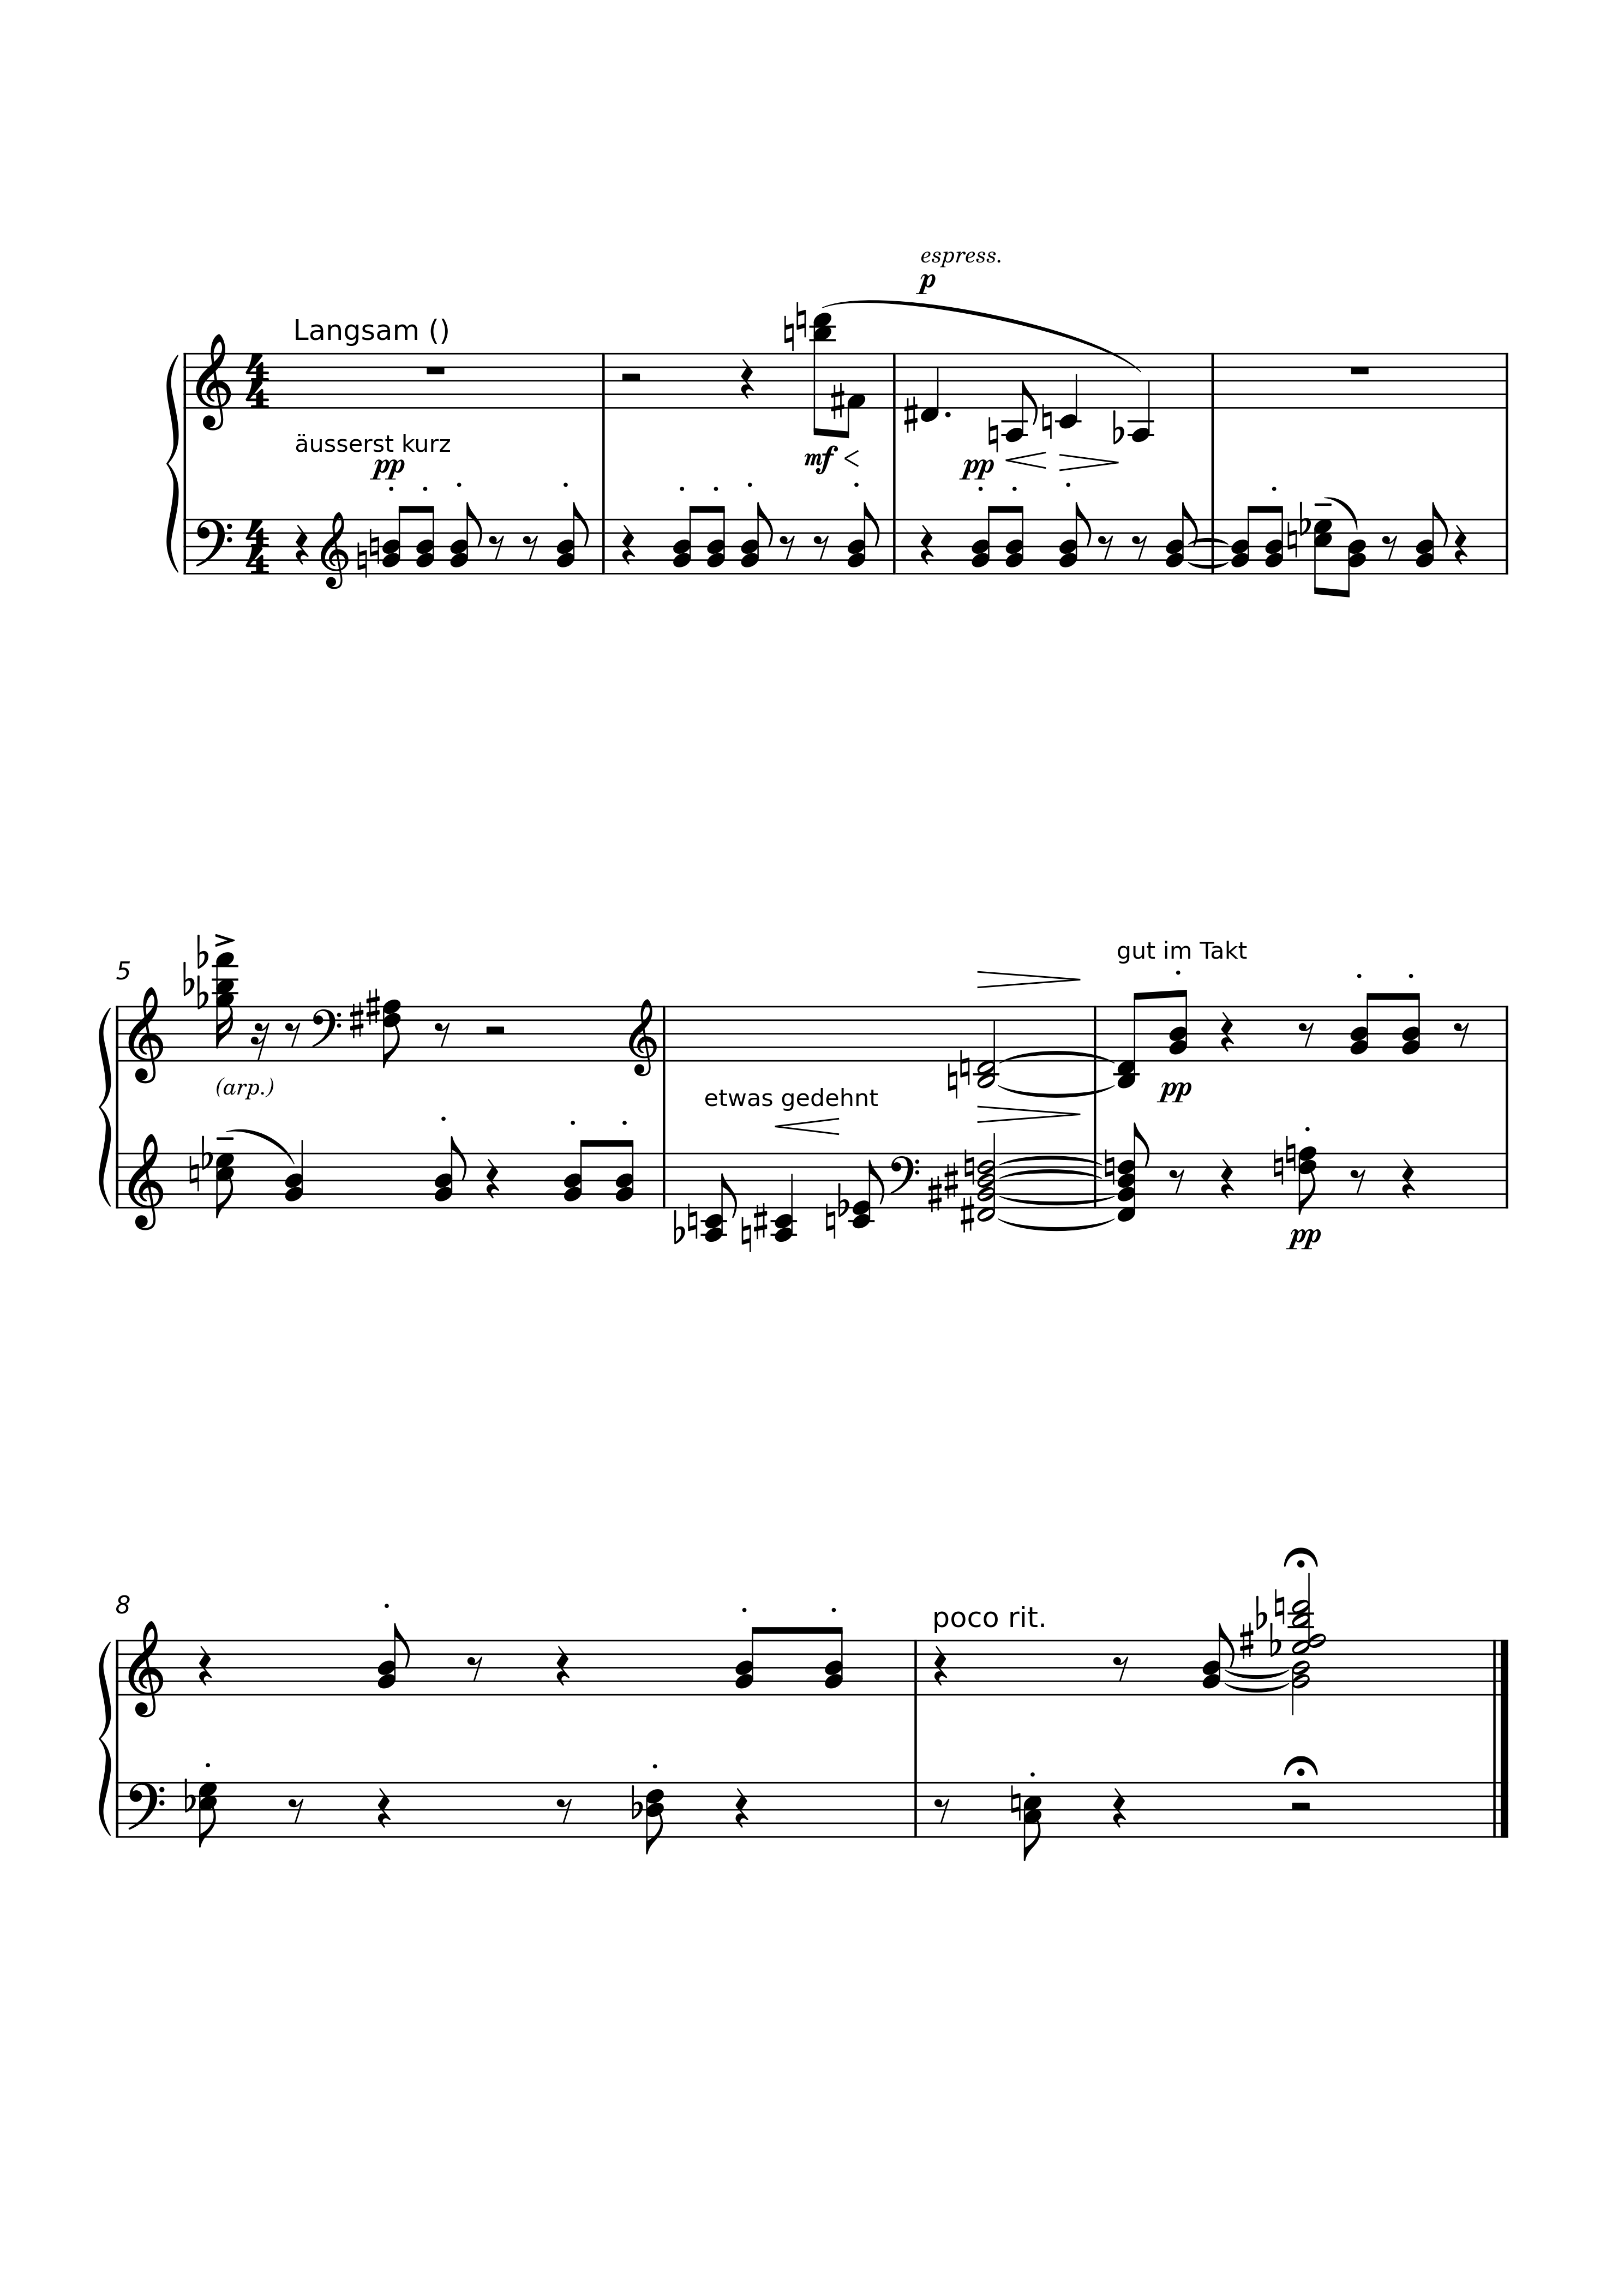 espress.
p
Langsam ()
äusserst kurz
pp
mf
pp
5
gut im Takt
(arp.)
pp
etwas gedehnt
pp
8
poco rit.